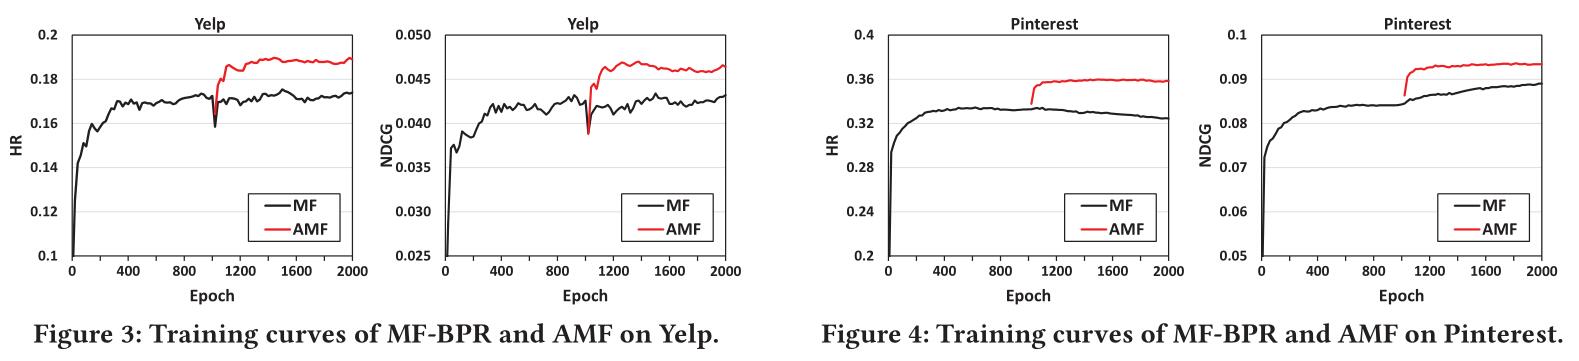 Yelp
HR
0.2
0.18
0.16
0.14
0.12
0.1
MF
AMF
0 400 800 1200 1600 2000
Epoch
Yelp
NDCG
0.050
0.045
0.040
0.035
0.030
0.025
MF
AMF
0 400 800 1200 1600 2000
Epoch
Figure 3: Training curves of MF-BPR and AMF on Yelp.
Pinterest
HR
0.4
0.36
0.32
0.28
0.24
0.2
MF
AMF
0 400 800 1200 1600 2000
Epoch
Pinterest
NDCG
0.1
0.09
0.08
0.07
0.06
0.05
MF
AMF
0 400 800 1200 1600 2000
Epoch
Figure 4: Training curves of MF-BPR and AMF on Pinterest.